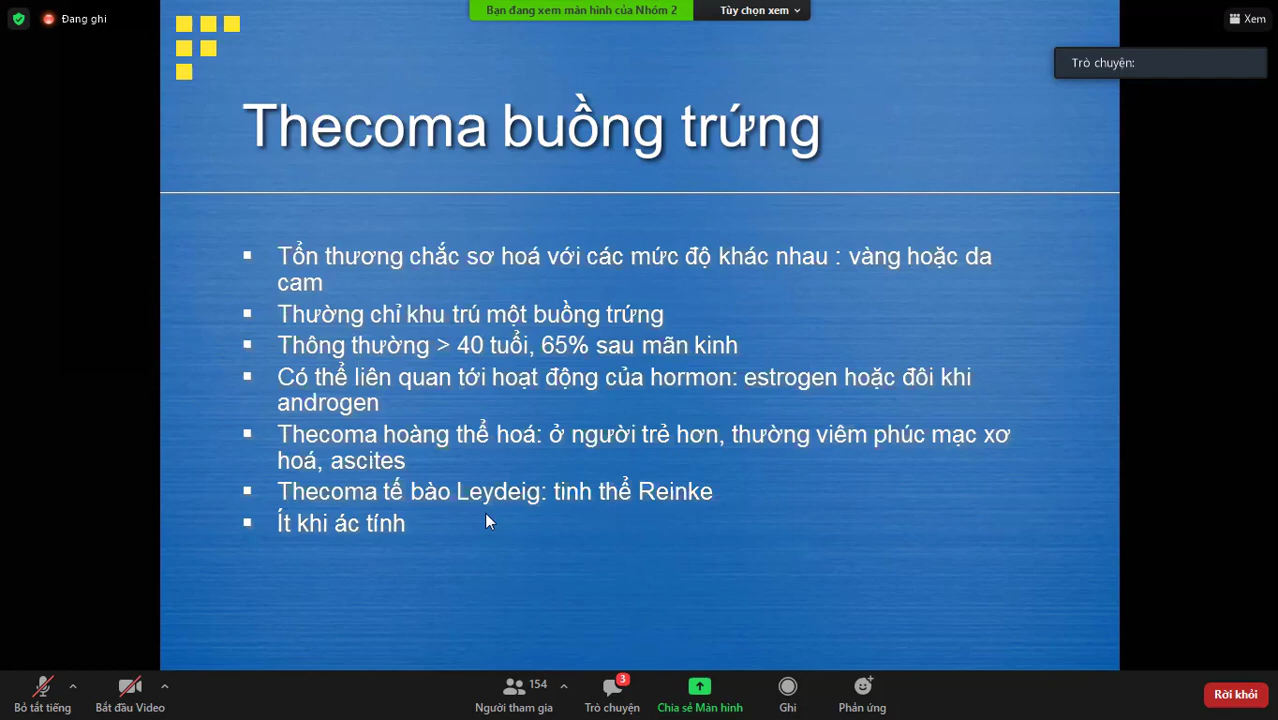 Đang ghi
Bạn đang xem màn hình của Nhóm 2
Tùy chọn xem
Xem
Trò chuyện:
Thecoma buồng trứng
Tổn thương chắc sơ hoá với các mức độ khác nhau : vàng hoặc da
cam
Thường chỉ khu trú một buồng trứng
Thông thường > 40 tuổi, 65% sau mãn kinh
Có thể liên quan tới hoạt động của hormon: estrogen hoặc đôi khi
androgen
Thecoma hoàng thể hoá: ở người trẻ hơn, thường viêm phúc mạc xơ
hoá, ascites
Thecoma tế bào Leydeig: tinh thể Reinke
Ít khi ác tính
Bỏ tắt tiếng
Bắt đầu Video
154
Người tham gia
3
Trò chuyện
Chia sẻ Màn hình
Ghi
Phản ứng
Rời khỏi